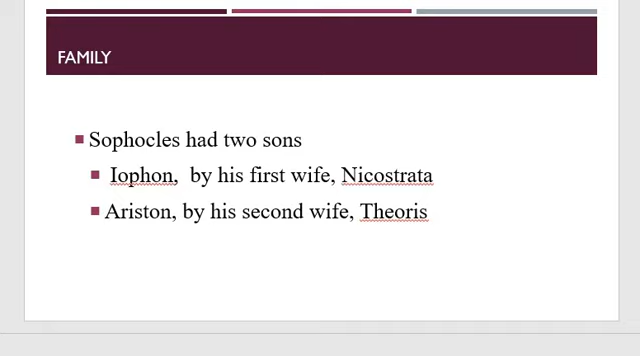 FAMILY
Sophocles had two sons
Iophon,  by his first wife, Nicostrata
Ariston, by his second wife, Theoris